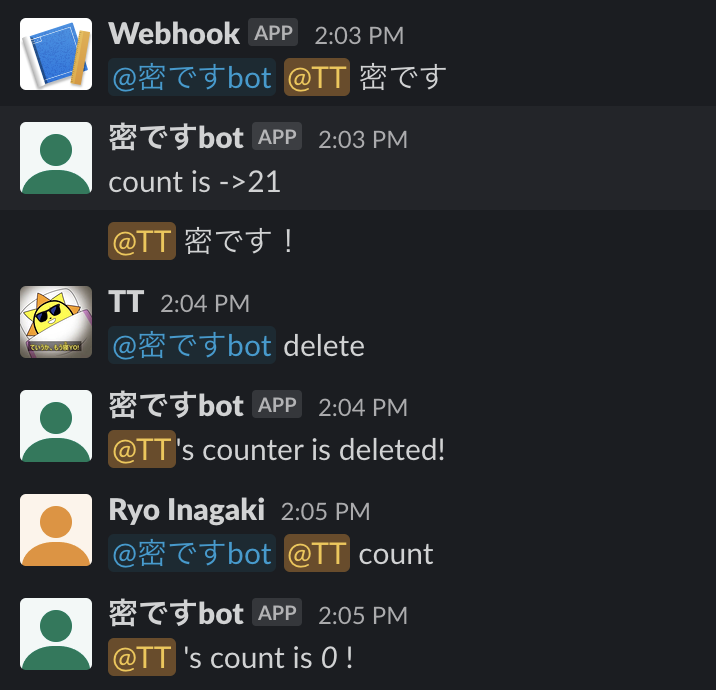 Webhook APP 2:03 PM
@密ですbot @TT 密です
密ですbot APP 2:03 PM
count is ->21
@TT 密です！
TT 2:04 PM
@密ですbot delete
ていうか、もう寝YO!
密ですbot APP 2:04 PM
@TT's counter is deleted!
Ryo Inagaki 2:05 PM
@密ですbot @TT count
密ですbot APP 2:05 PM
@TT 's count is 0 !